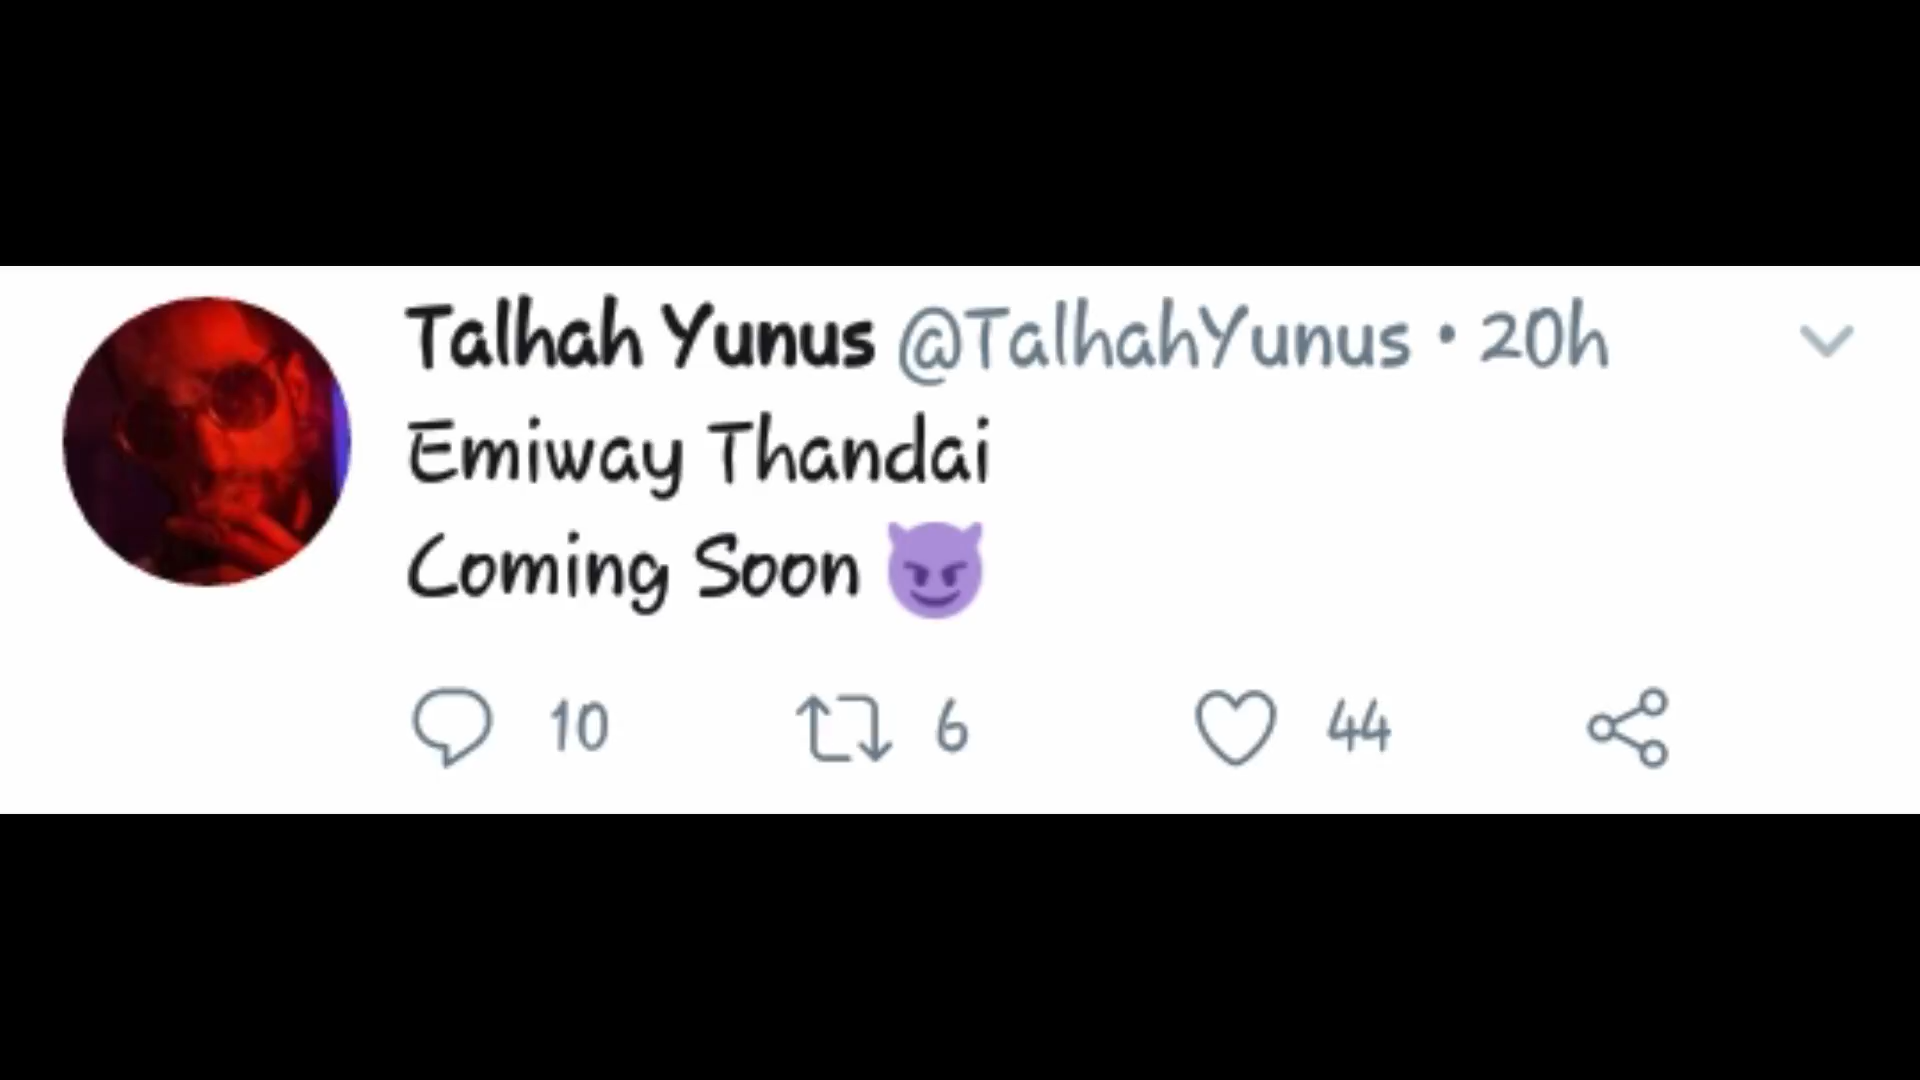 Talhah Yunus @TalhahYunus • 20h
Emiway Thandai
Coming Soon 😈
10 6 44